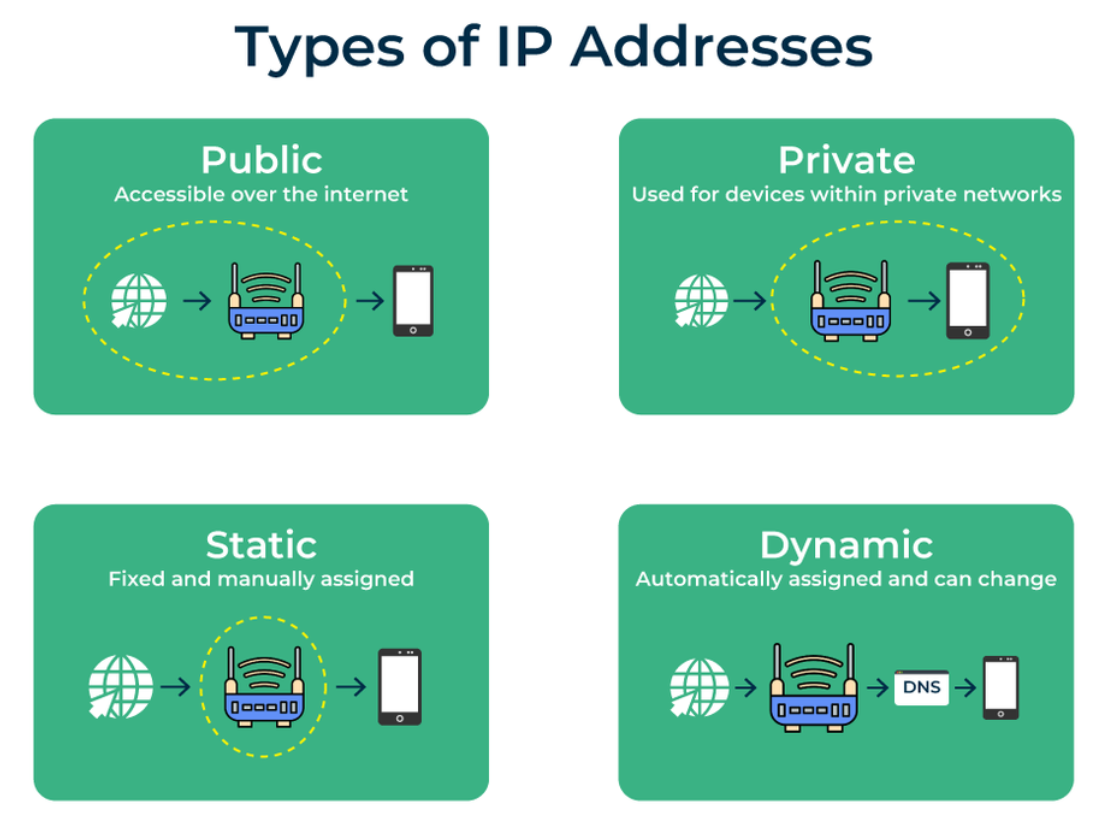 Types of IP Addresses
Public
Accessible over the internet
Private
Used for devices within private networks
Static
Fixed and manually assigned
Dynamic
Automatically assigned and can change
DNS